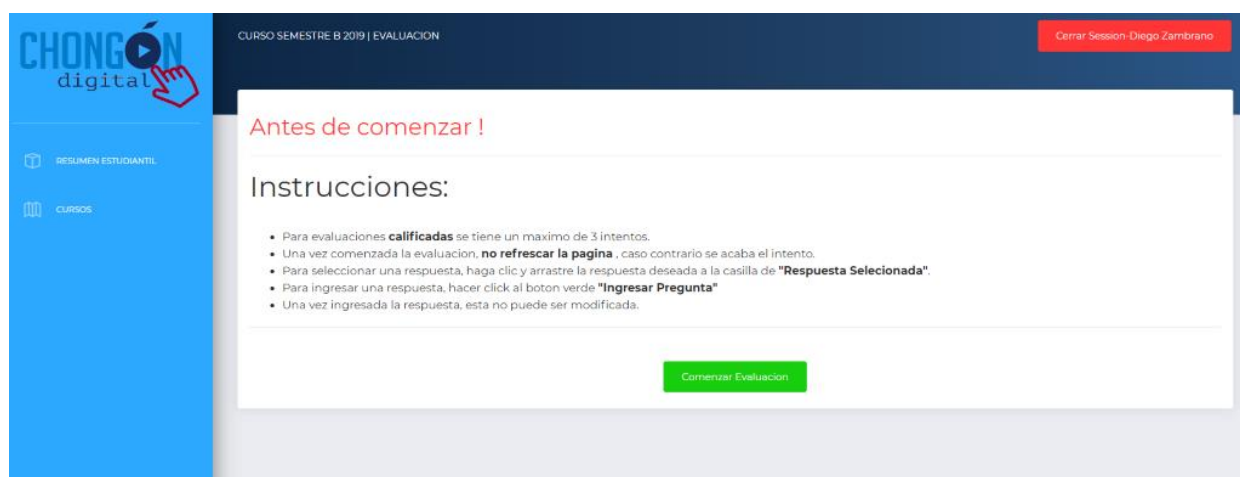 CHONGÓN
digital
CURSO SEMESTRE B 2019 | EVALUACION
Cerrar Session-Diego Zambrano
RESUMEN ESTUDIANTIL
CURSOS
Antes de comenzar !
Instrucciones:
• Para evaluaciones calificadas se tiene un maximo de 3 intentos.
• Una vez comenzada la evaluacion, no refrescar la pagina , caso contrario se acaba el intento.
• Para seleccionar una respuesta, haga clic y arrastre la respuesta deseada a la casilla de "Respuesta Selecionada".
• Para ingresar una respuesta, hacer click al boton verde "Ingresar Pregunta"
• Una vez ingresada la respuesta, esta no puede ser modificada.
Comenzar Evaluacion